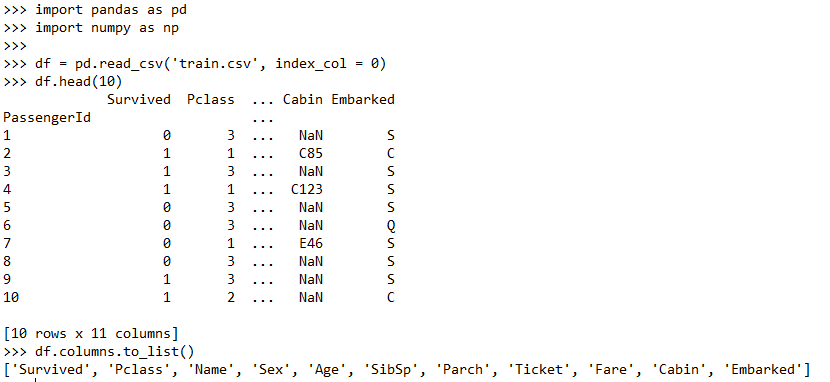 >>> import pandas as pd
>>> import numpy as np
>>>
>>> df = pd.read_csv('train.csv', index_col = 0)
>>> df.head(10)
             Survived  Pclass  ... Cabin Embarked
PassengerId                    ...
1                   0       3  ...   NaN        S
2                   1       1  ...   C85        C
3                   1       3  ...   NaN        S
4                   1       1  ...  C123        S
5                   0       3  ...   NaN        S
6                   0       3  ...   NaN        Q
7                   0       1  ...   E46        S
8                   0       3  ...   NaN        S
9                   1       3  ...   NaN        S
10                  1       2  ...   NaN        C

[10 rows x 11 columns]
>>> df.columns.to_list()
['Survived', 'Pclass', 'Name', 'Sex', 'Age', 'SibSp', 'Parch', 'Ticket', 'Fare', 'Cabin', 'Embarked']